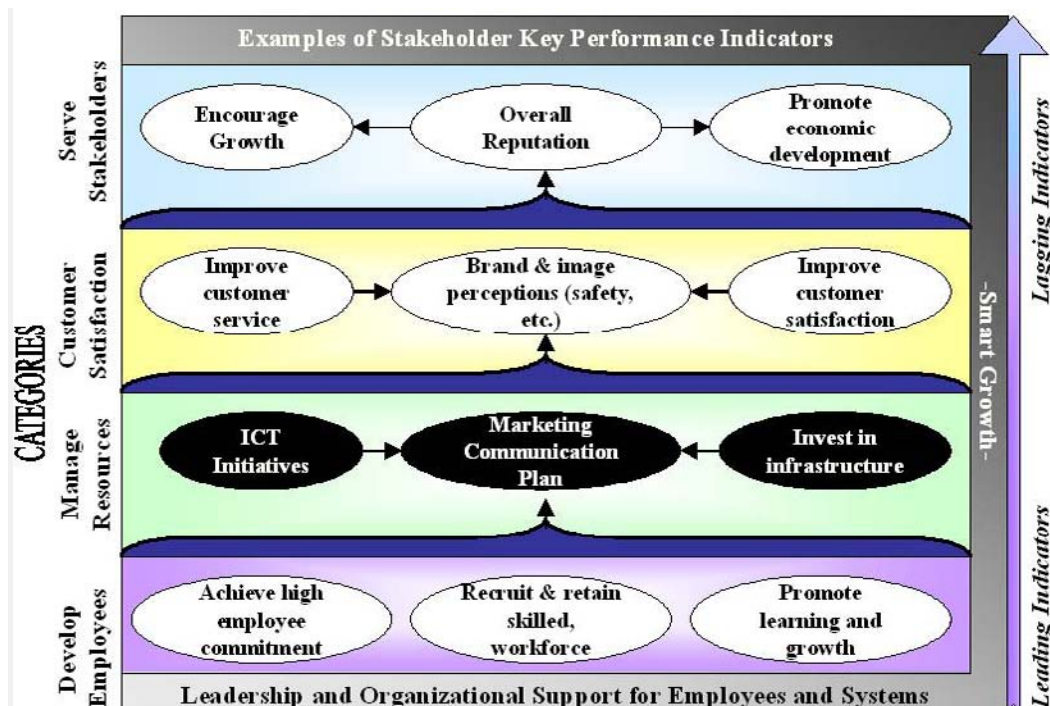 Examples of Stakeholder Key Performance Indicators
CATEGORIES
Serve
Stakeholders
Encourage
Growth
Overall
Reputation
Promote
economic
development
Customer
Satisfaction
Improve
customer
service
Brand & image
perceptions (safety,
etc.)
Improve
customer
satisfaction
Manage
Resources
ICT
Initiatives
Marketing
Communication
Plan
Invest in
infrastructure
Develop
Employees
Achieve high
employee
commitment
Recruit & retain
skilled,
workforce
Promote
learning and
growth
Leadership and Organizational Support for Employees and Systems
-Smart Growth-
Lagging Indicators
Leading Indicators